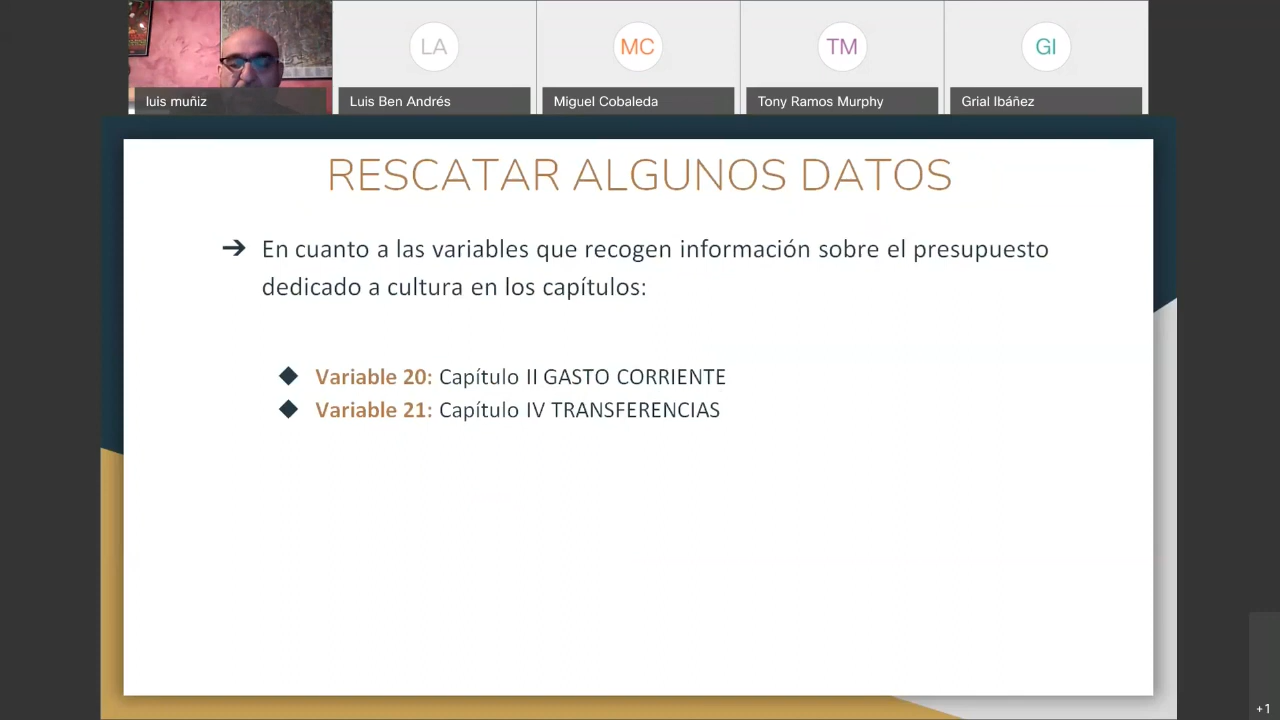 LA
MC
TM
GI
luis muñiz
Luis Ben Andrés
Miguel Cobaleda
Tony Ramos Murphy
Grial Ibáñez
RESCATAR ALGUNOS DATOS
➔ En cuanto a las variables que recogen información sobre el presupuesto
dedicado a cultura en los capítulos:
◆ Variable 20: Capítulo II GASTO CORRIENTE
◆ Variable 21: Capítulo IV TRANSFERENCIAS
+1